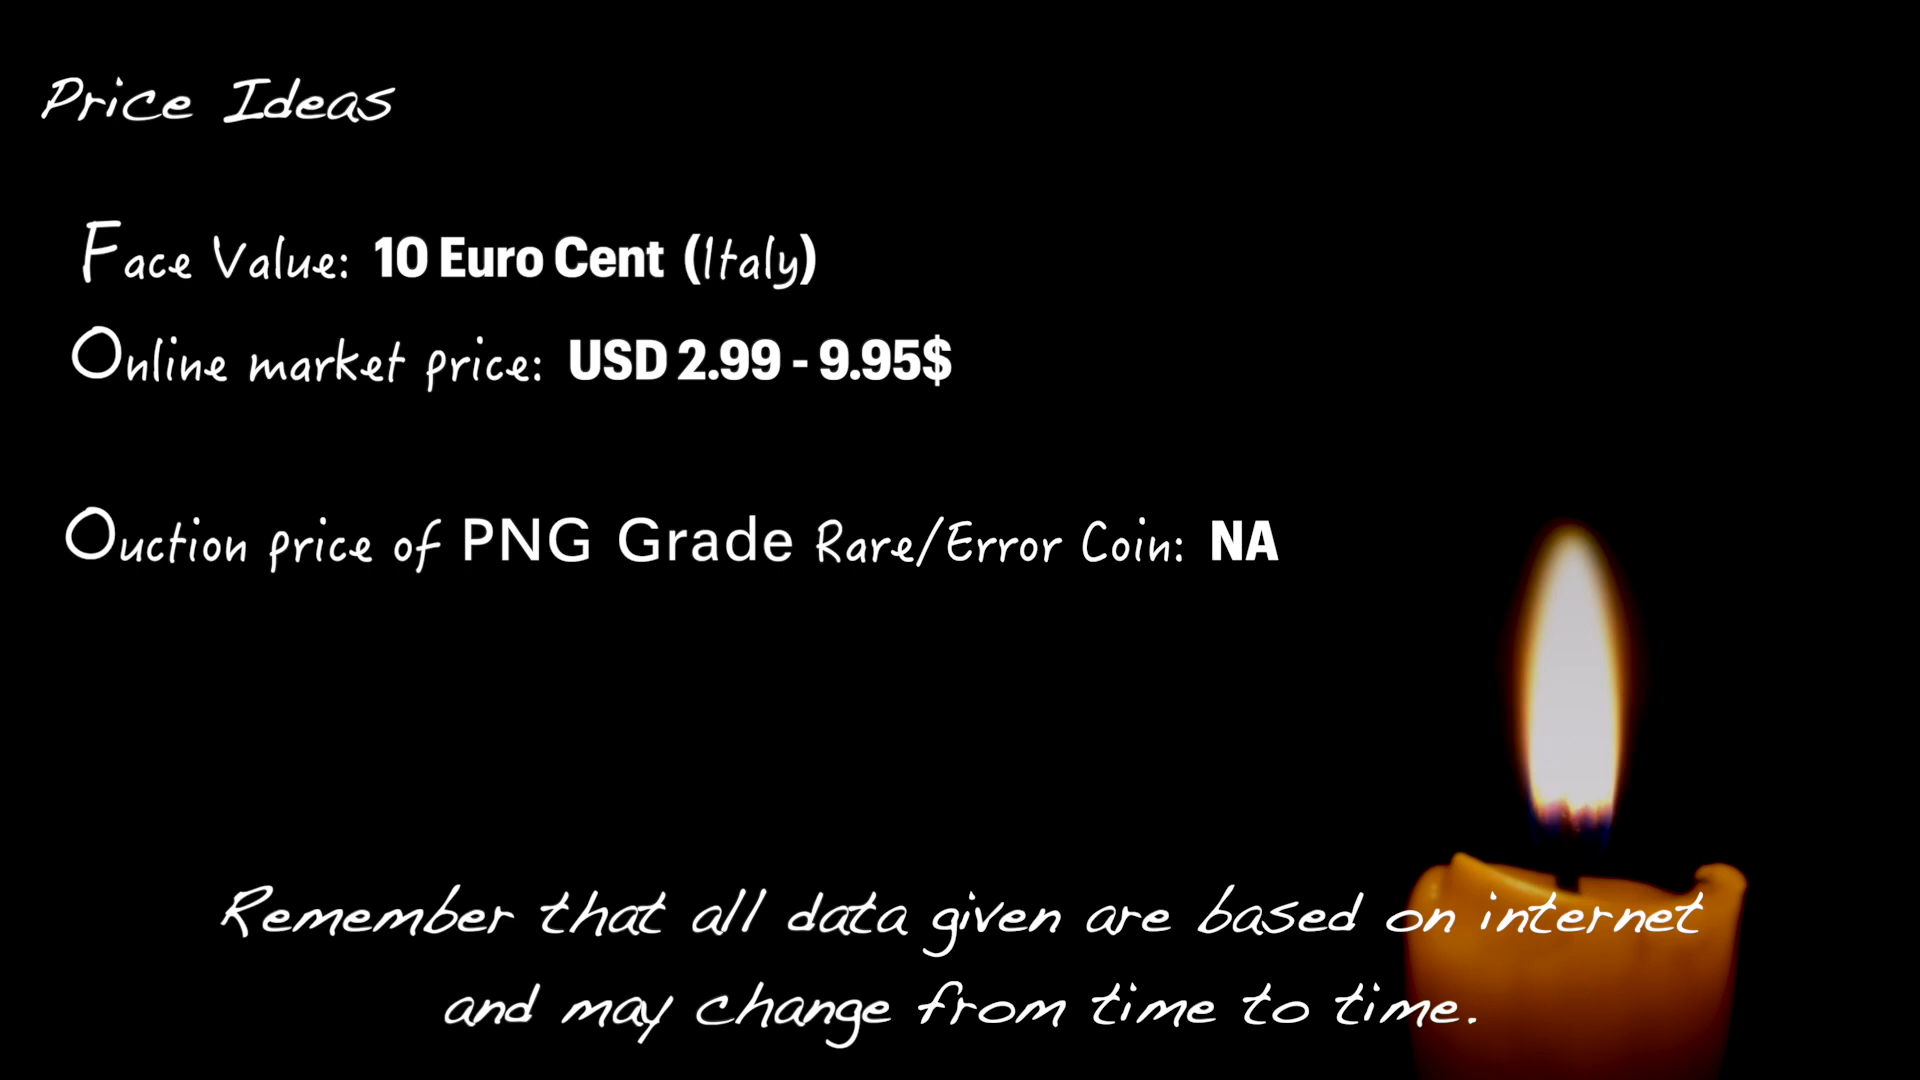 Price Ideas
Face Value: 10 Euro Cent (Italy)
Online market price: USD 2.99 - 9.95$
Ouction price of PNG Grade Rare/Error Coin: NA
Remember that all data given are based on internet
and may change from time to time.